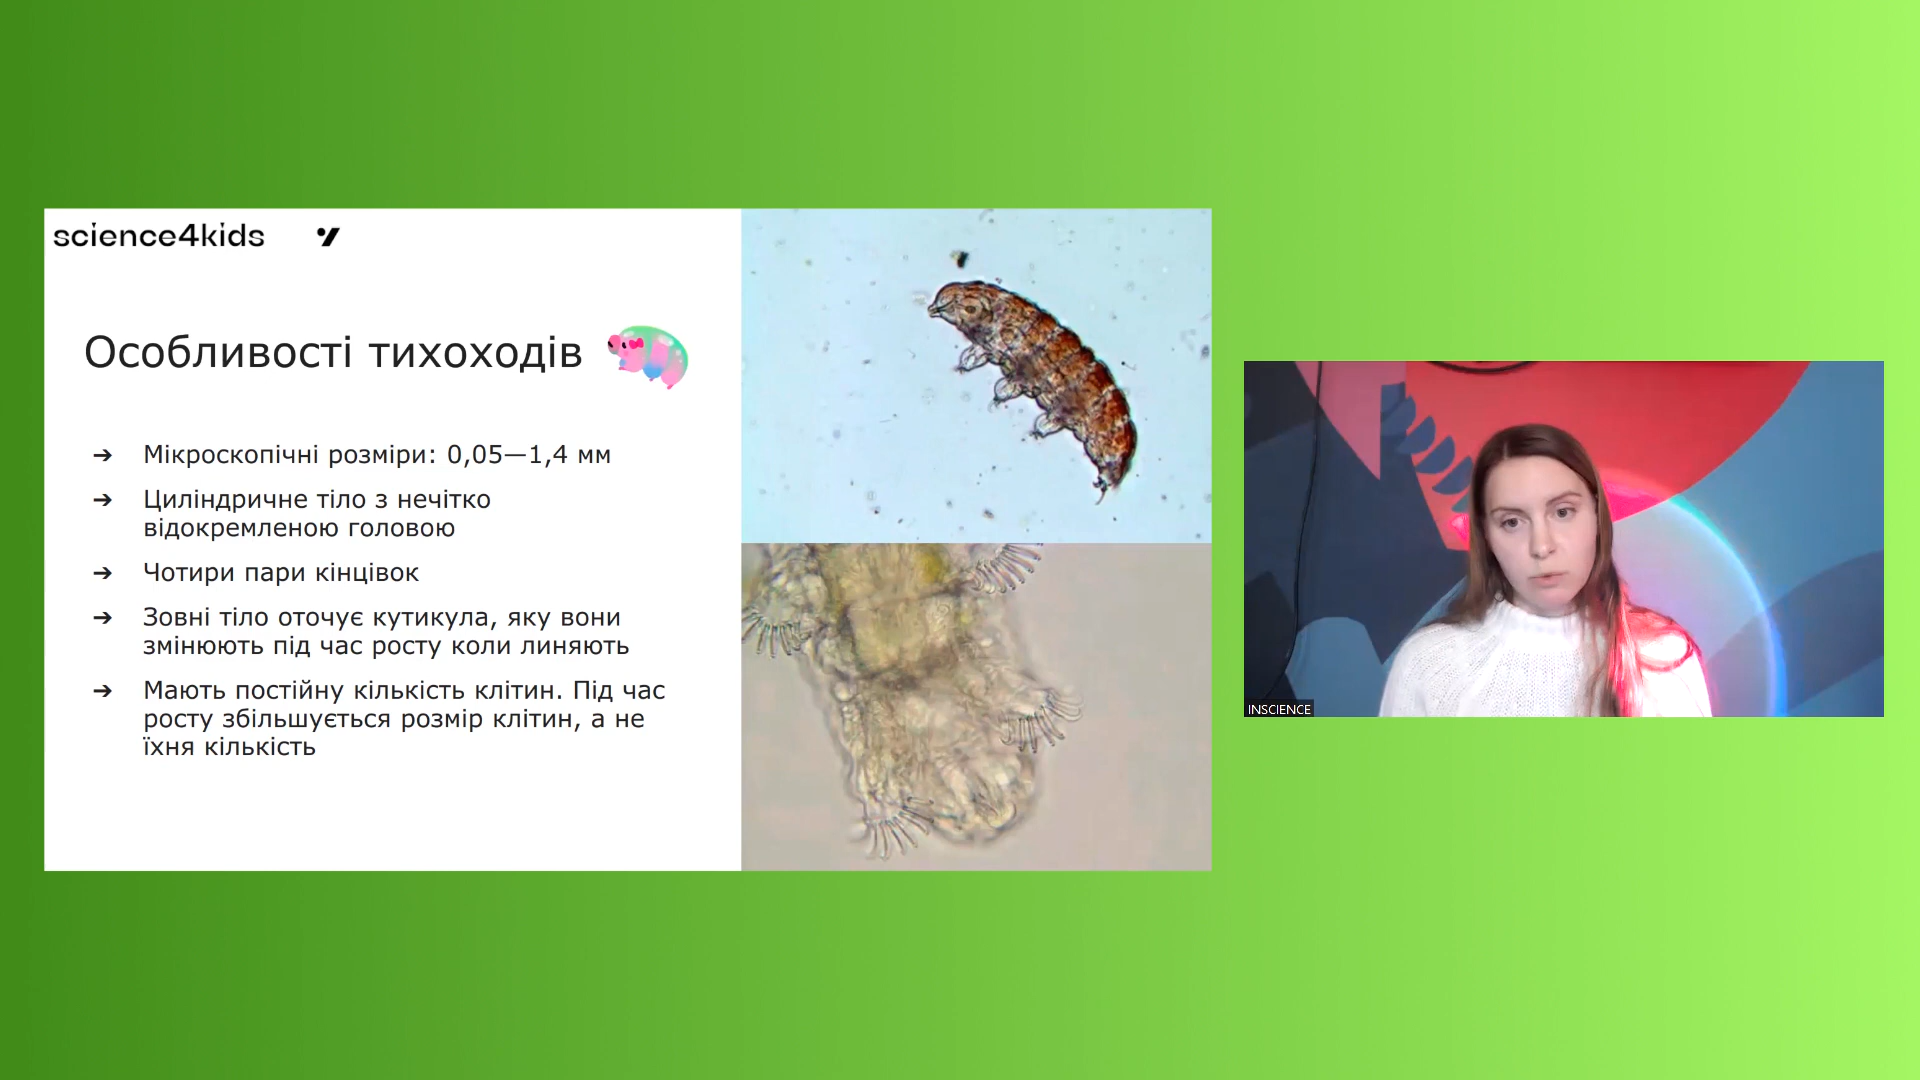 science4kids
Особливості тихоходів
➔ Мікроскопічні розміри: 0,05—1,4 мм
➔ Циліндричне тіло з нечітко
відокремленою головою
➔ Чотири пари кінцівок
➔ Зовні тіло оточує кутикула, яку вони
змінюють під час росту коли линяють
➔ Мають постійну кількість клітин. Під час
росту збільшується розмір клітин, а не
їхня кількість
INSCIENCE